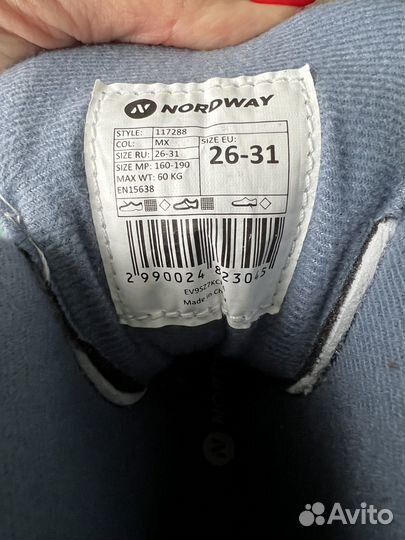 NORDWAY
STYLE: 117288
COL: MX
SIZE RU: 26-31
SIZE MP: 160-190
MAX WT: 60 KG
EN15638
SIZE EU:
26-31
2 990024 823045
Made in
NORDWAY
Avito